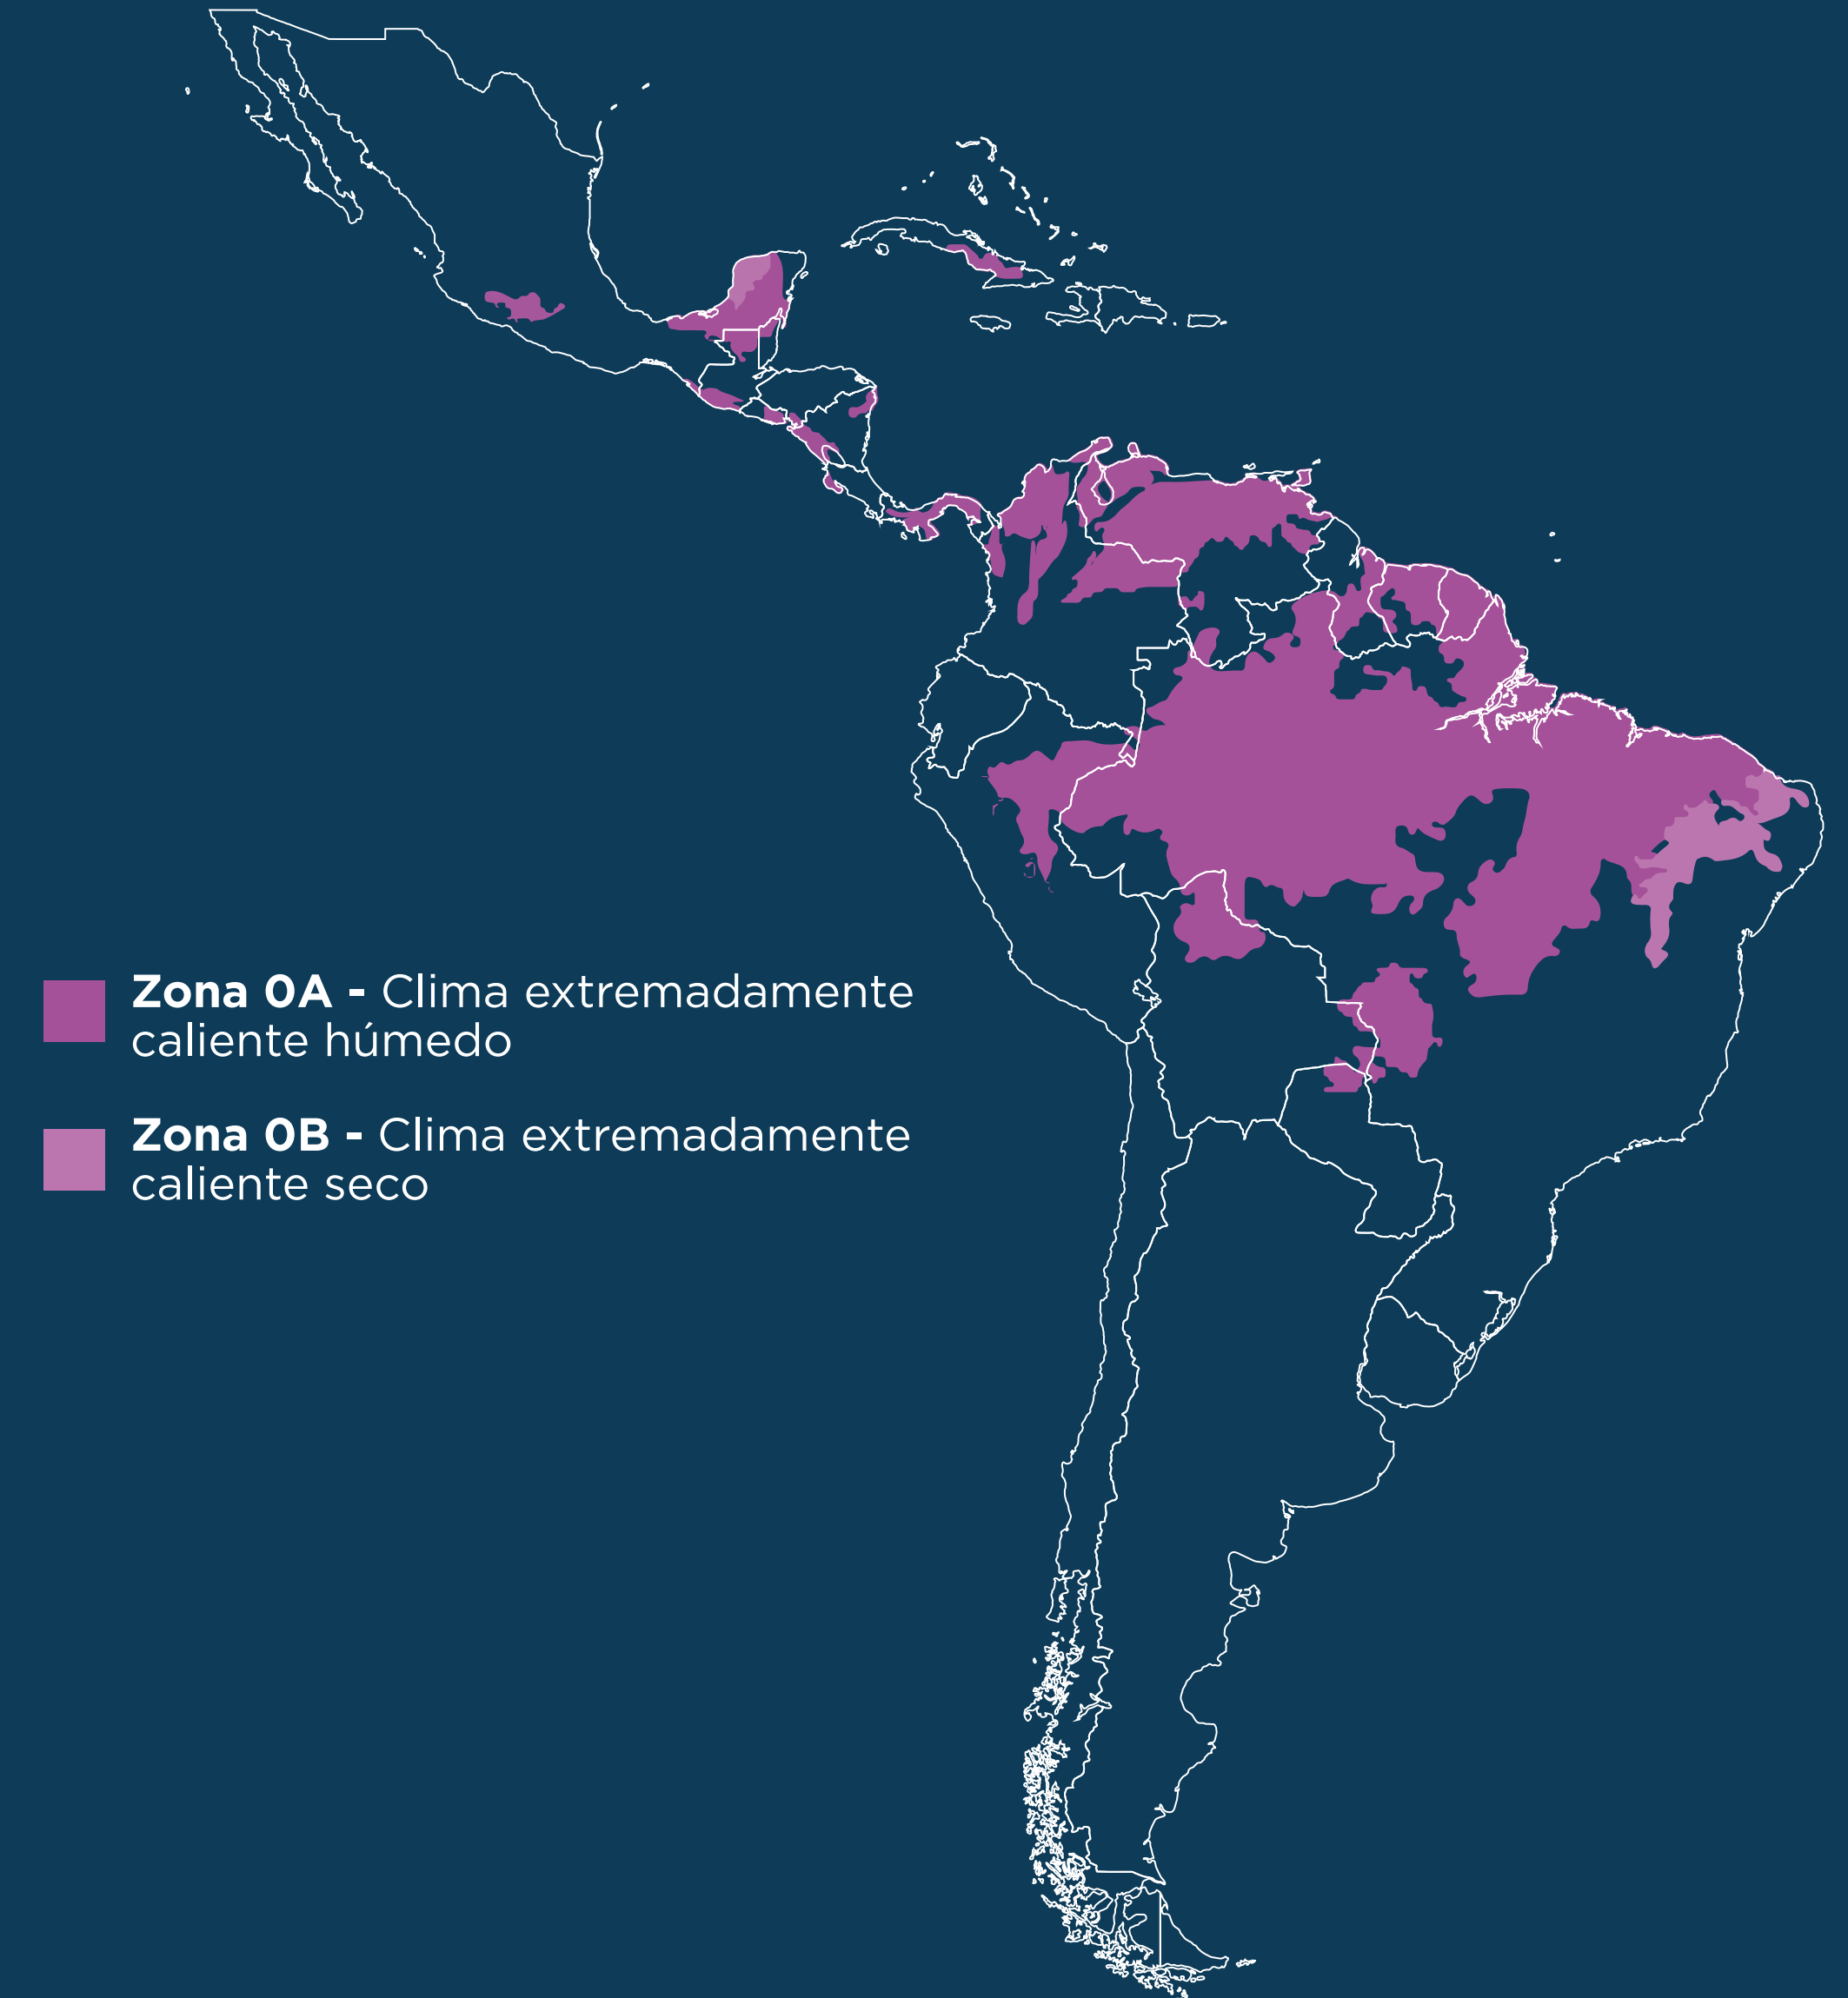 Zona 0A - Clima extremadamente
caliente húmedo
Zona 0B - Clima extremadamente
caliente seco